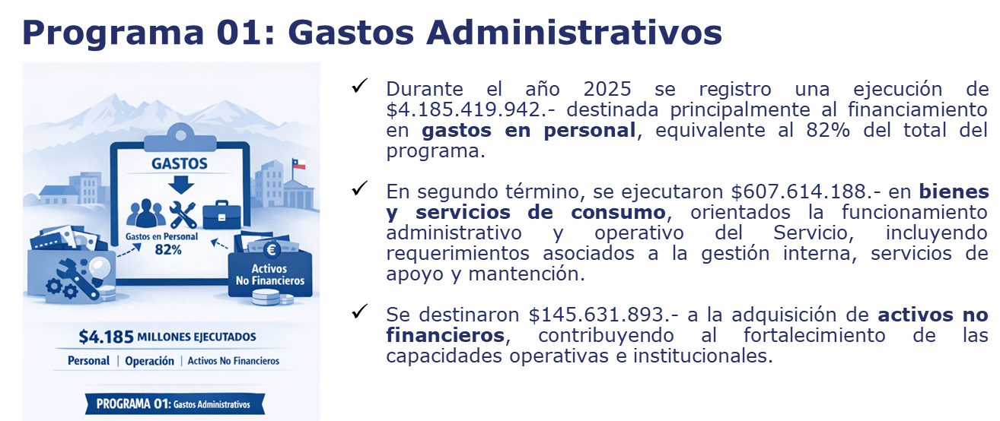 Programa 01: Gastos Administrativos
GASTOS
Gastos en Personal
82%
€
Activos
No Financieros
$4.185 MILLONES EJECUTADOS
Personal | Operación | Activos No Financieros
PROGRAMA 01: Gastos Administrativos
✓ Durante el año 2025 se registro una ejecución de
$4.185.419.942.- destinada principalmente al financiamiento
en gastos en personal, equivalente al 82% del total del
programa.
✓ En segundo término, se ejecutaron $607.614.188.- en bienes
y servicios de consumo, orientados la funcionamiento
administrativo y operativo del Servicio, incluyendo
requerimientos asociados a la gestión interna, servicios de
apoyo y mantención.
✓ Se destinaron $145.631.893.- a la adquisición de activos no
financieros, contribuyendo al fortalecimiento de las
capacidades operativas e institucionales.